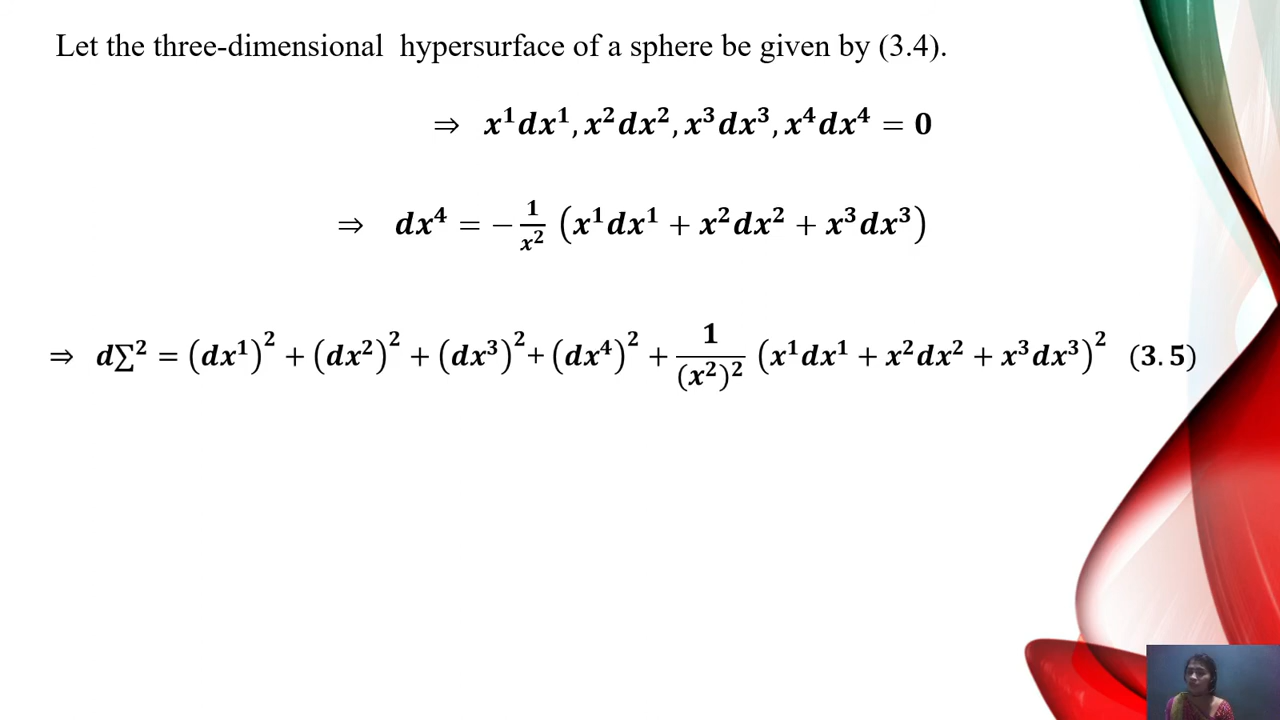 Let the three-dimensional hypersurface of a sphere be given by (3.4).
⇒ x¹dx¹, x²dx², x³dx³, x⁴dx⁴ = 0
⇒ dx⁴ = −1/x² (x¹dx¹ + x²dx² + x³dx³)
⇒ d∑² = (dx¹)² + (dx²)² + (dx³)² + (dx⁴)² + 1/(x²)² (x¹dx¹ + x²dx² + x³dx³)² (3.5)